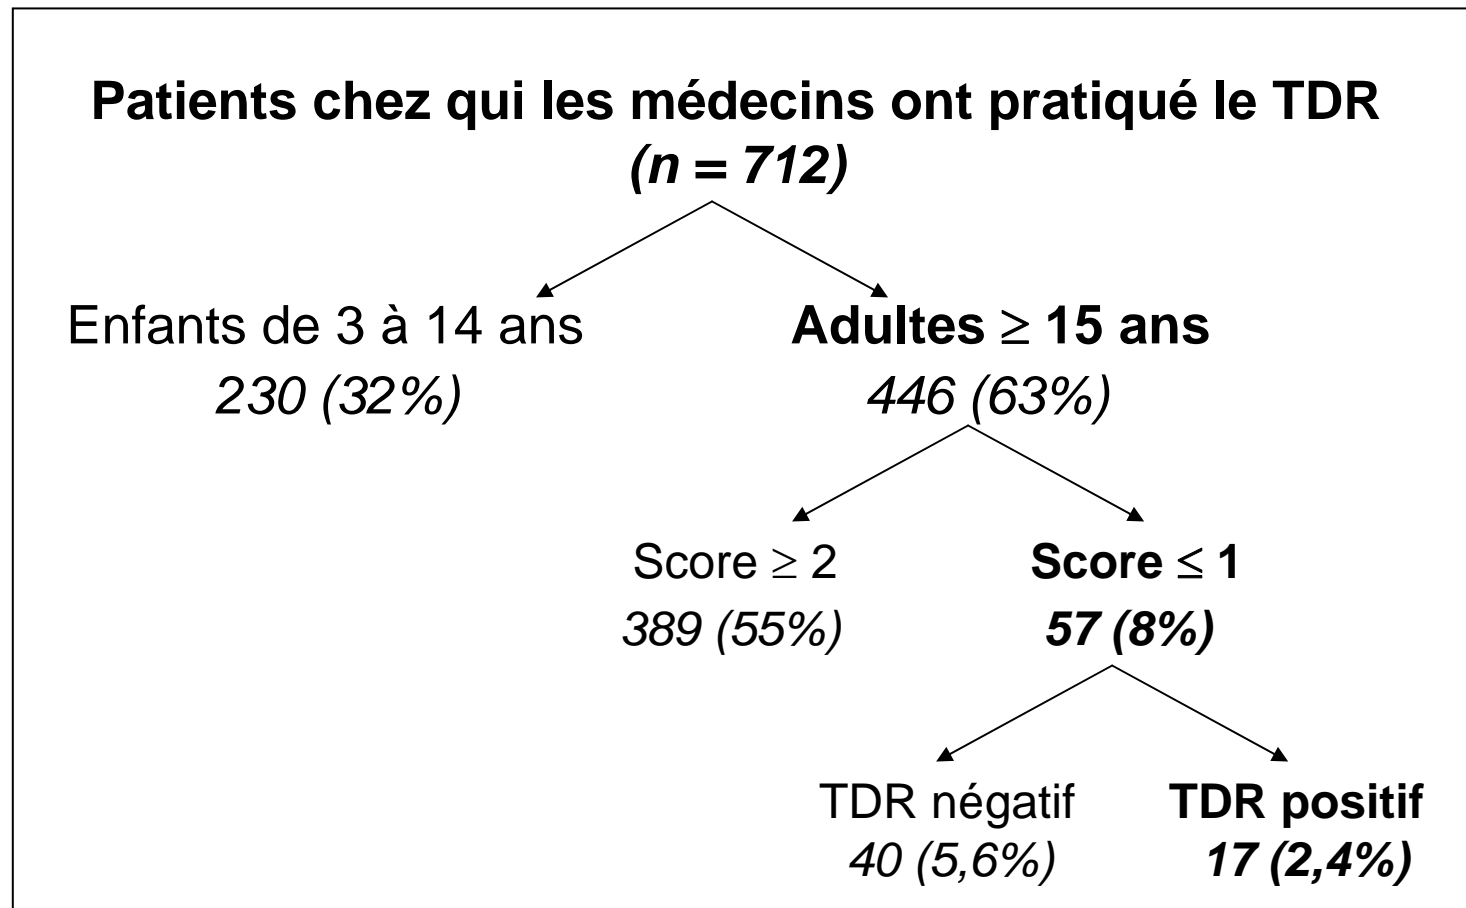 Patients chez qui les médecins ont pratiqué le TDR
(n = 712)
Enfants de 3 à 14 ans
230 (32%)
Adultes ≥ 15 ans
446 (63%)
Score ≥ 2
389 (55%)
Score ≤ 1
57 (8%)
TDR négatif
40 (5,6%)
TDR positif
17 (2,4%)